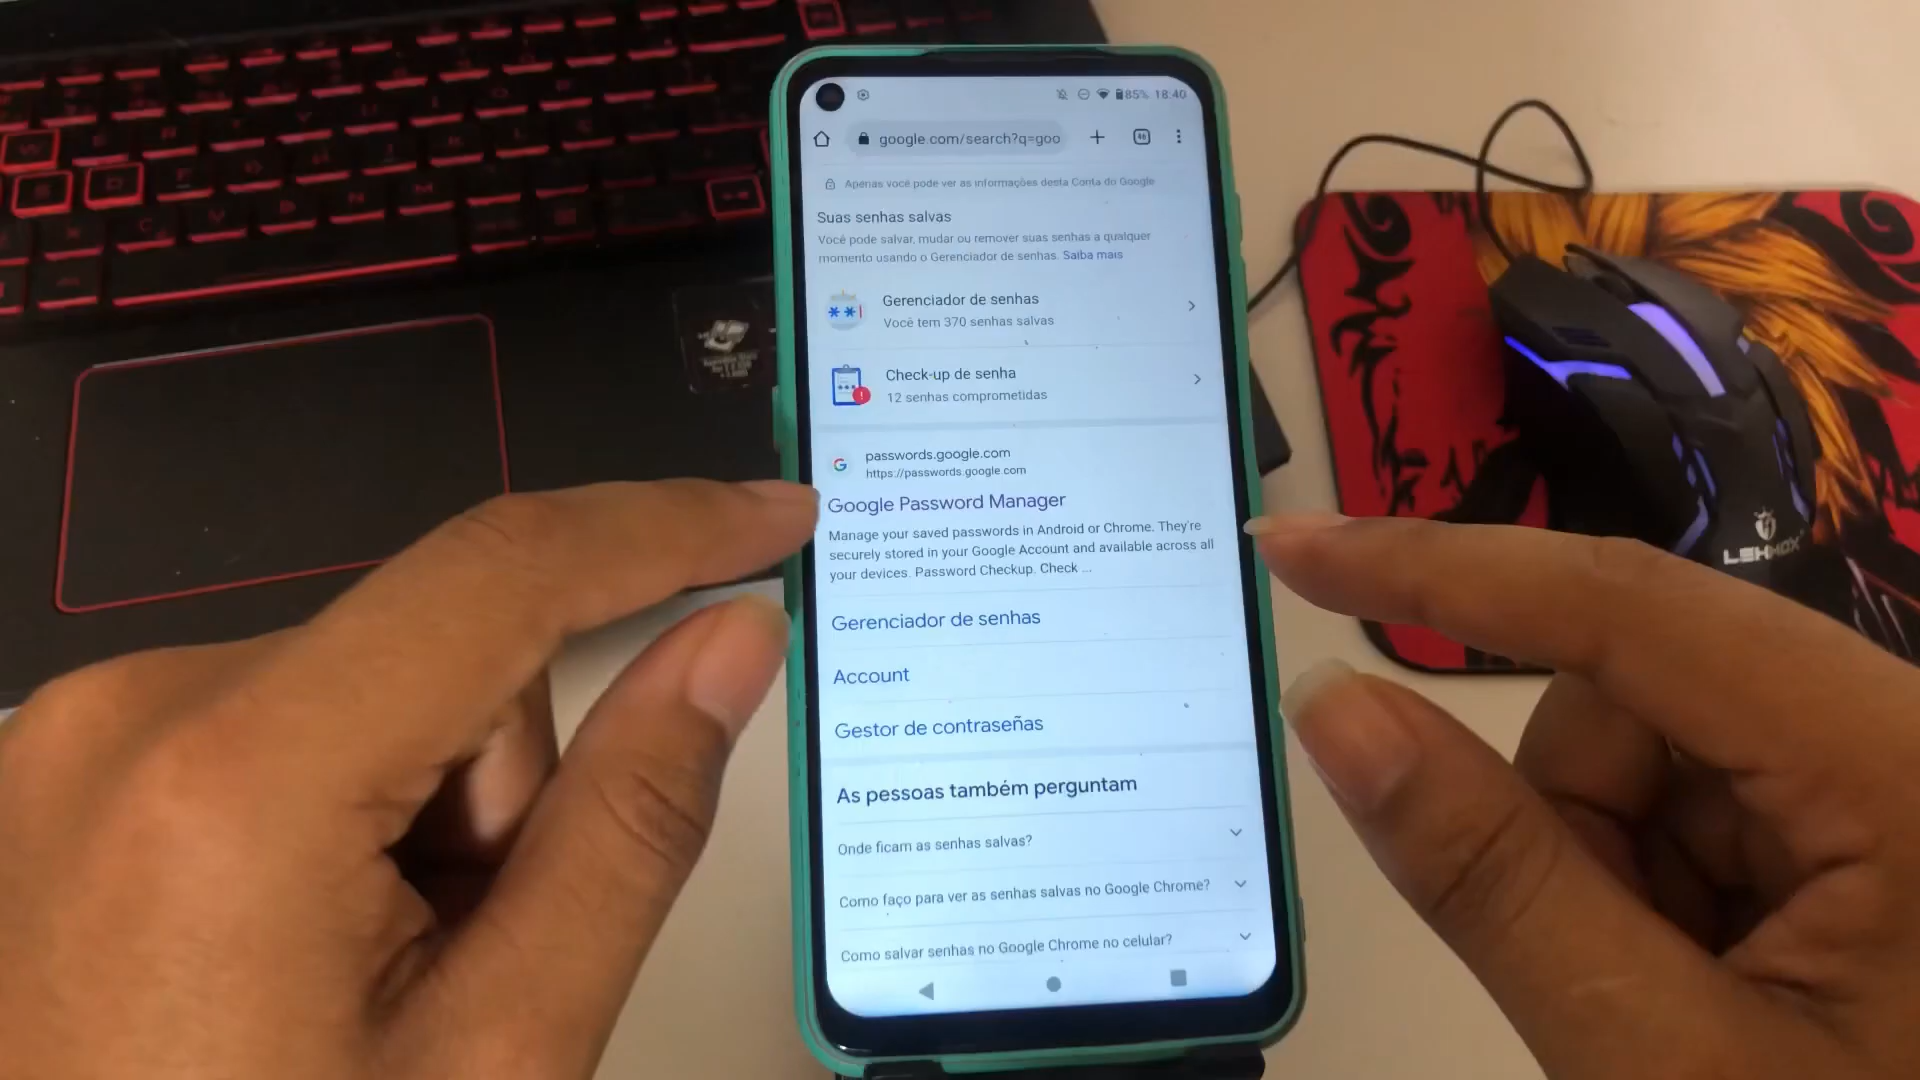 85% 18:40
google.com/search?q=goo
46
Apenas você pode ver as informações desta Conta do Google
Suas senhas salvas
Você pode salvar, mudar ou remover suas senhas a qualquer
momento usando o Gerenciador de senhas. Saiba mais
Gerenciador de senhas
Você tem 370 senhas salvas
Check-up de senha
12 senhas comprometidas
passwords.google.com
https://passwords.google.com
Google Password Manager
Manage your saved passwords in Android or Chrome. They're
securely stored in your Google Account and available across all
your devices. Password Checkup. Check ...
Gerenciador de senhas
Account
Gestor de contraseñas
As pessoas também perguntam
Onde ficam as senhas salvas?
Como faço para ver as senhas salvas no Google Chrome?
Como salvar senhas no Google Chrome no celular?
LEHMOX